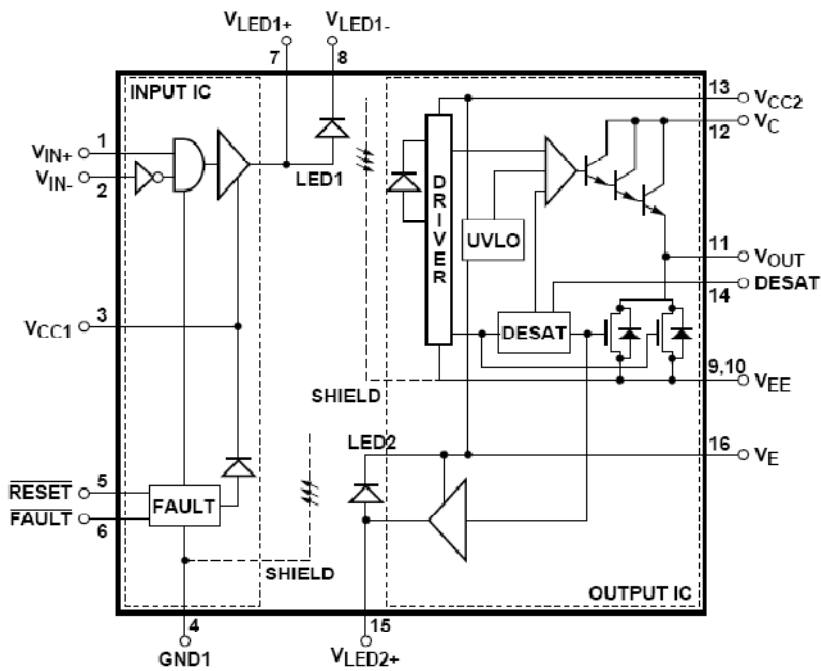 VLED1+ VLED1-
7 8
INPUT IC
13
VCC2
12 VC
1
VIN+
VIN-
2
LED1
DRIVER
UVLO
11 VOUT
DESAT
14
3
VCC1
DESAT
9,10
VEE
SHIELD
LED2
16
VE
5
RESET
FAULT
FAULT
6
SHIELD
OUTPUT IC
4
15
GND1
VLED2+